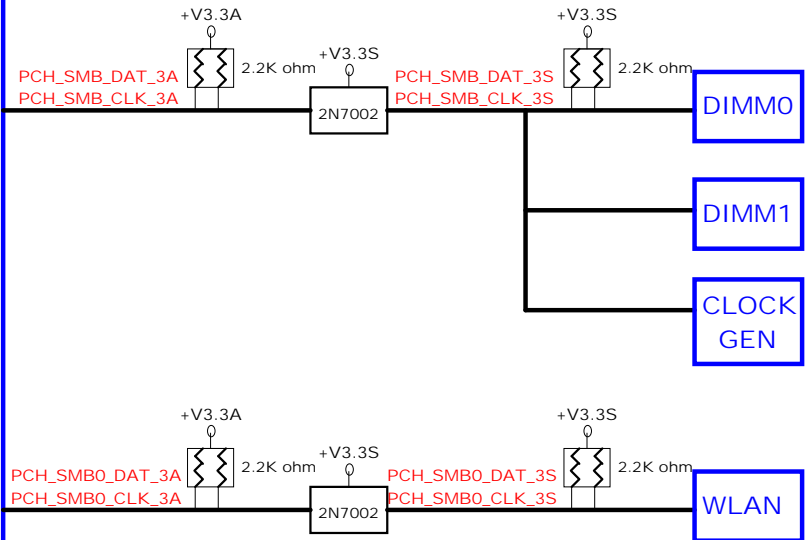 +V3.3A
+V3.3S
2.2K ohm
+V3.3S
2.2K ohm
PCH_SMB_DAT_3A
PCH_SMB_CLK_3A
2N7002
PCH_SMB_DAT_3S
PCH_SMB_CLK_3S
DIMM0
DIMM1
CLOCK
GEN
+V3.3A
+V3.3S
2.2K ohm
+V3.3S
2.2K ohm
PCH_SMB0_DAT_3A
PCH_SMB0_CLK_3A
2N7002
PCH_SMB0_DAT_3S
PCH_SMB0_CLK_3S
WLAN